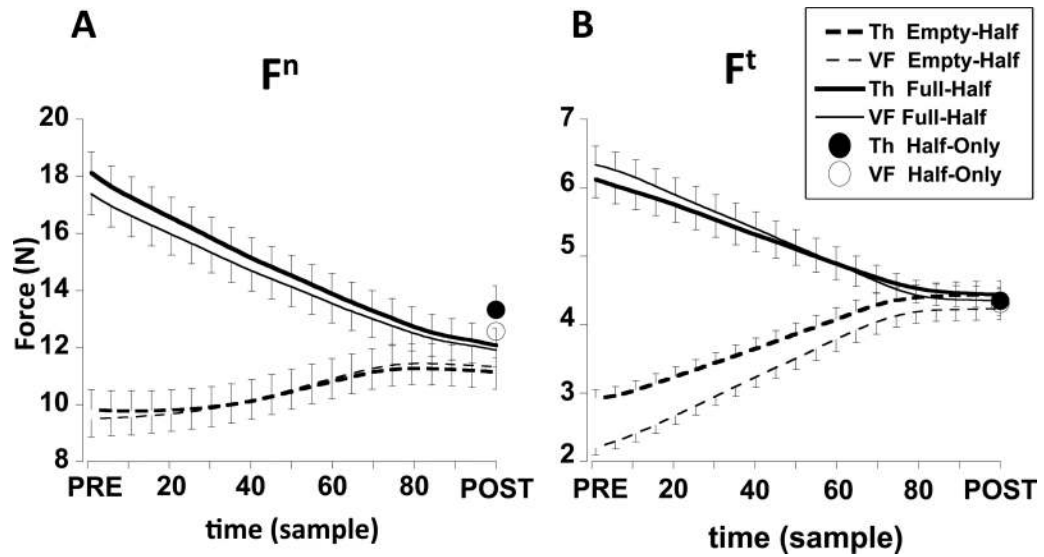 A
Fⁿ
Force (N)
20
18
16
14
12
10
8
PRE 20 40 60 80 POST
time (sample)
B
Fᵗ
7
6
5
4
3
2
PRE 20 40 60 80 POST
time (sample)
Th Empty-Half
VF Empty-Half
Th Full-Half
VF Full-Half
Th Half-Only
VF Half-Only